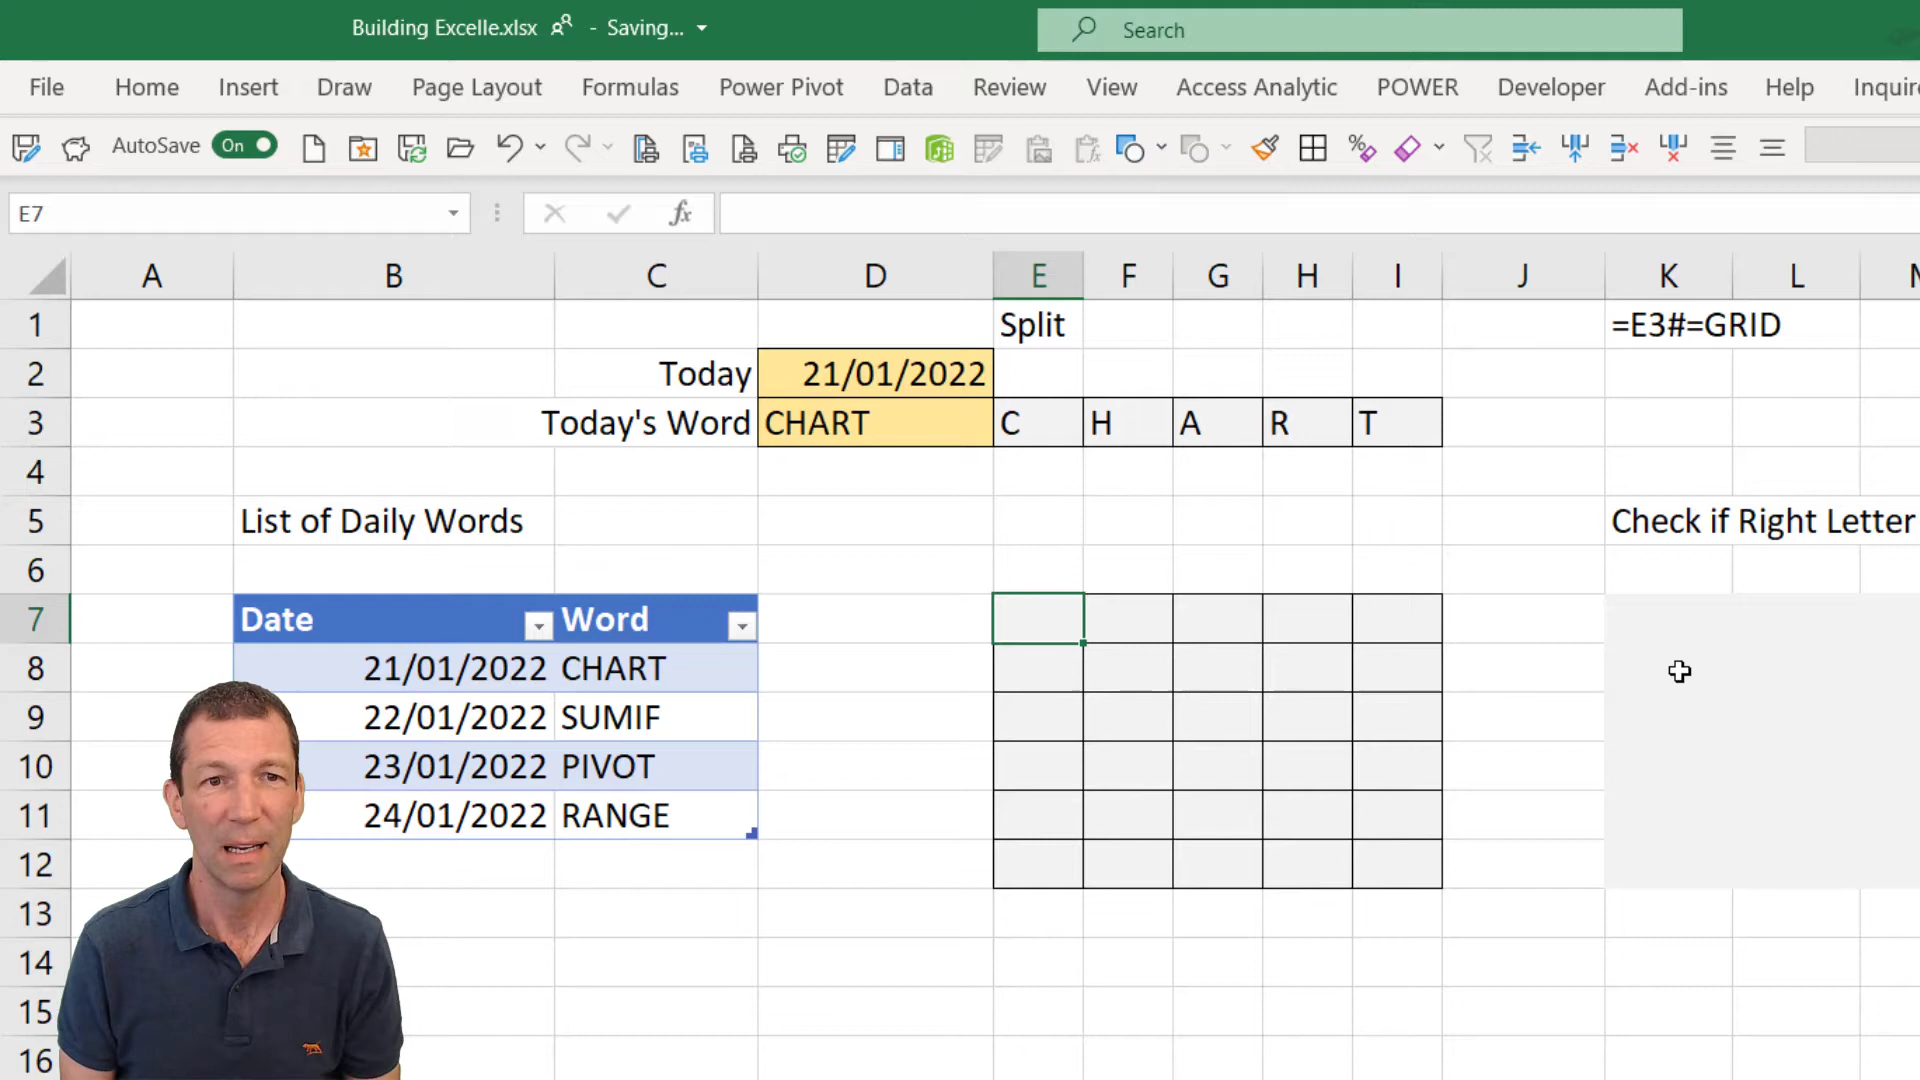 Building Excelle.xlsx - Saving...
Search
File Home Insert Draw Page Layout Formulas Power Pivot Data Review View Access Analytic POWER Developer Add-ins Help Inquire
AutoSave On
E7 fx
A B C D E F G H I J K L
1 Split =E3#=GRID
2 Today 21/01/2022
3 Today's Word CHART C H A R T
4
5 List of Daily Words Check if Right Letter
6
7 Date Word
8 21/01/2022 CHART
9 22/01/2022 SUMIF
10 23/01/2022 PIVOT
11 24/01/2022 RANGE
12
13
14
15
16